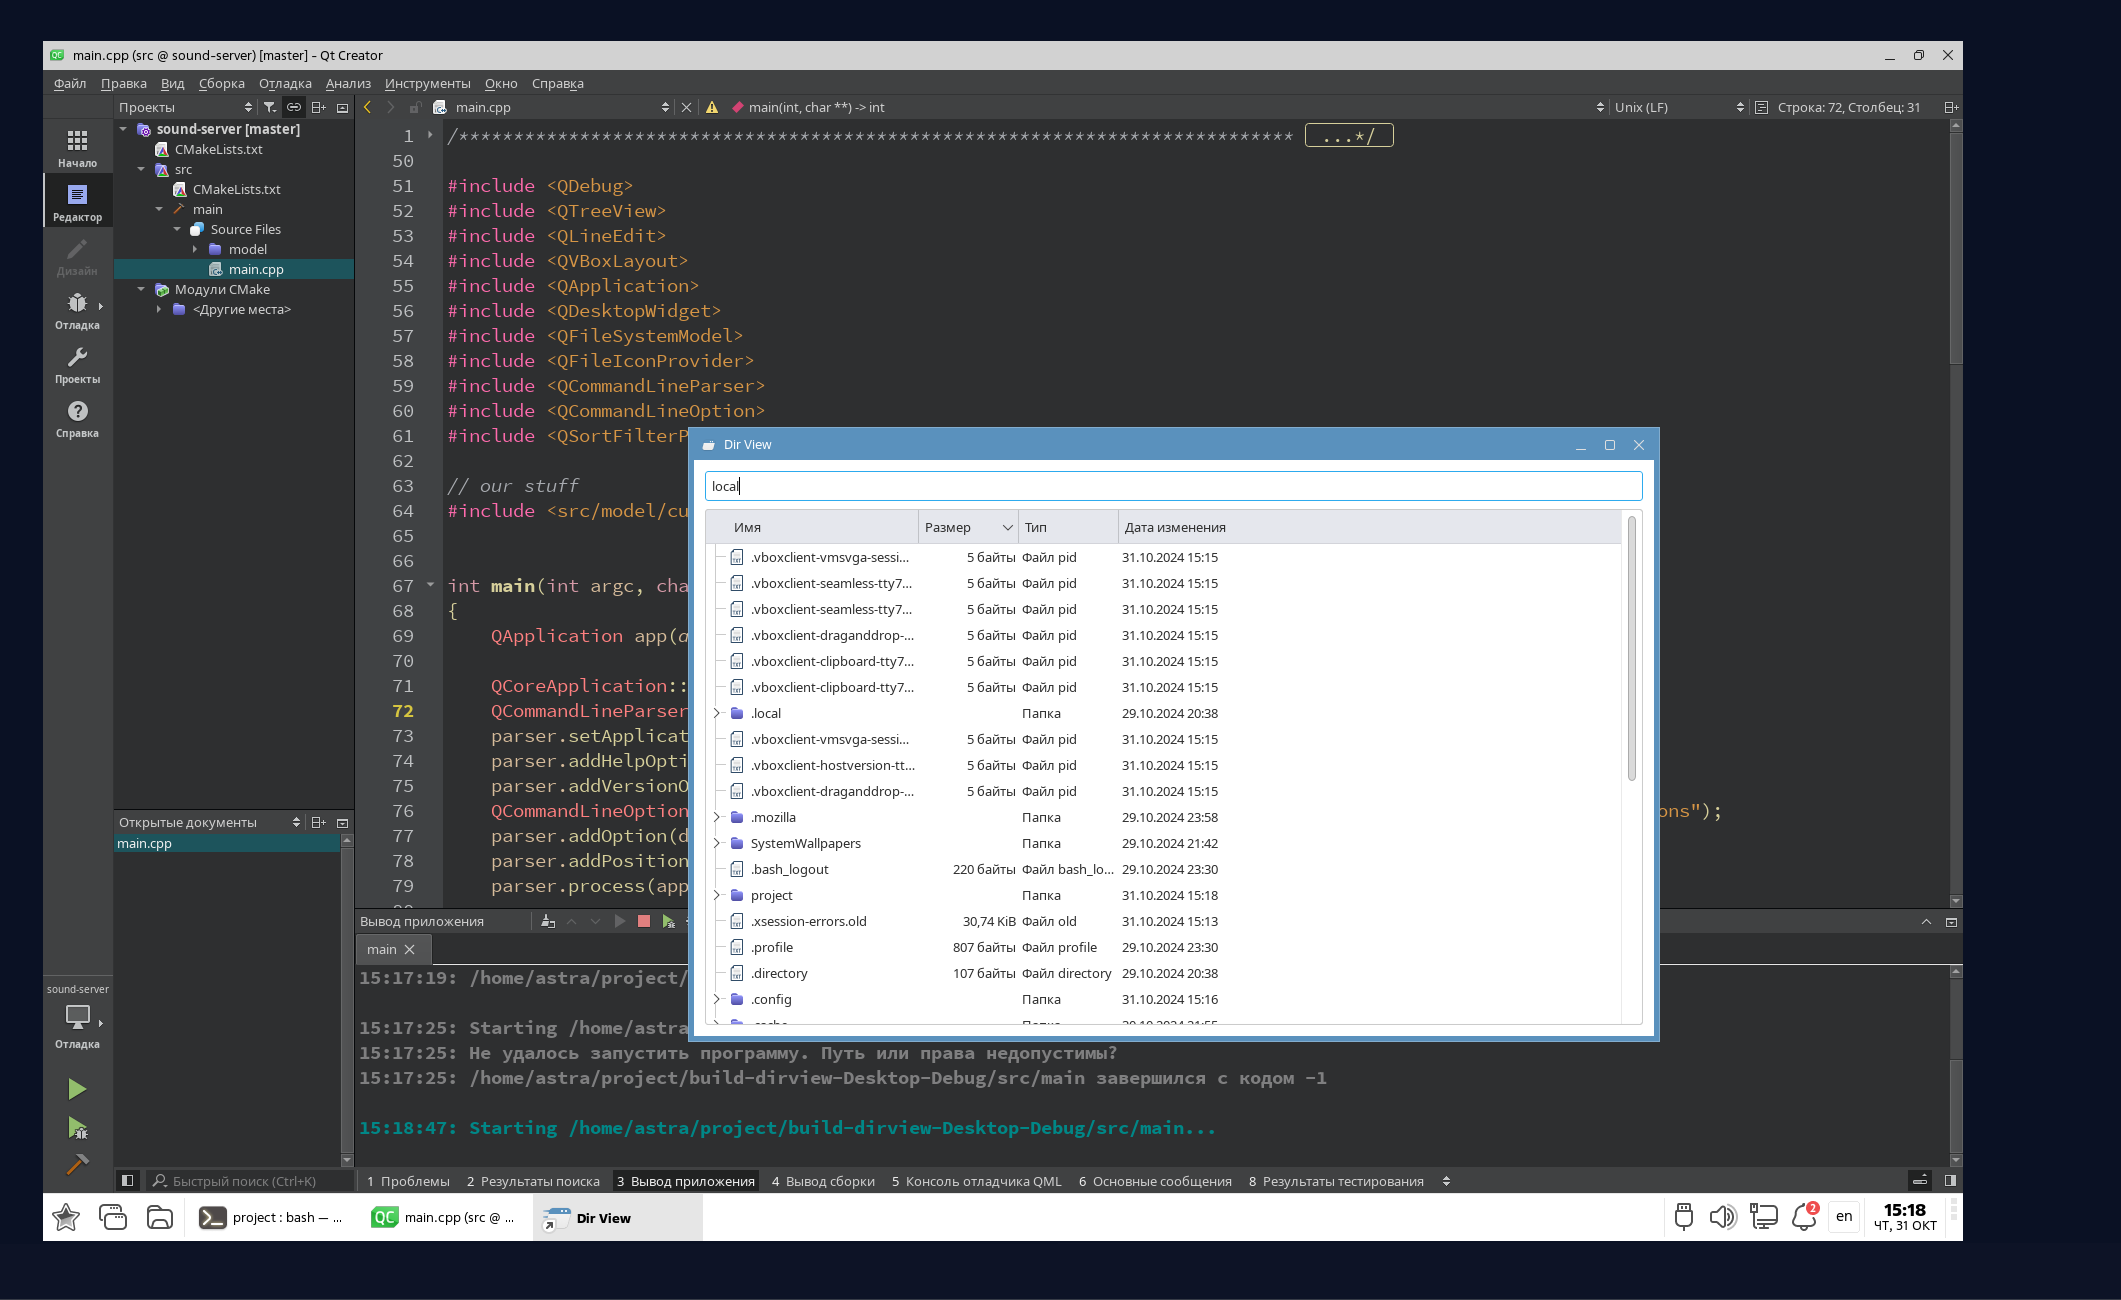 main.cpp (src @ sound-server) [master] - Qt Creator
Файл Правка Вид Сборка Отладка Анализ Инструменты Окно Справка
Проекты
main.cpp
main(int, char **) -> int
Unix (LF)
Строка: 72, Столбец: 31
Начало
Редактор
Дизайн
Отладка
Проекты
Справка
sound-server [master]
CMakeLists.txt
src
CMakeLists.txt
main
Source Files
model
main.cpp
Модули CMake
<Другие места>
Открытые документы
main.cpp
1 /**************************************************************************** ...*/
50
51 #include <QDebug>
52 #include <QTreeView>
53 #include <QLineEdit>
54 #include <QVBoxLayout>
55 #include <QApplication>
56 #include <QDesktopWidget>
57 #include <QFileSystemModel>
58 #include <QFileIconProvider>
59 #include <QCommandLineParser>
60 #include <QCommandLineOption>
61 #include <QSortFilterP
62
63 // our stuff
64 #include <src/model/cu
65
66
67 int main(int argc, cha
68 {
69 QApplication app(a
70
71 QCoreApplication::
72 QCommandLineParser
73 parser.setApplicat
74 parser.addHelpOpti
75 parser.addVersionO
76 QCommandLineOption ons");
77 parser.addOption(d
78 parser.addPosition
79 parser.process(app
Dir View
local
Имя Размер Тип Дата изменения
.vboxclient-vmsvga-sessi... 5 байты Файл pid 31.10.2024 15:15
.vboxclient-seamless-tty7... 5 байты Файл pid 31.10.2024 15:15
.vboxclient-seamless-tty7... 5 байты Файл pid 31.10.2024 15:15
.vboxclient-draganddrop-... 5 байты Файл pid 31.10.2024 15:15
.vboxclient-clipboard-tty7... 5 байты Файл pid 31.10.2024 15:15
.vboxclient-clipboard-tty7... 5 байты Файл pid 31.10.2024 15:15
.local Папка 29.10.2024 20:38
.vboxclient-vmsvga-sessi... 5 байты Файл pid 31.10.2024 15:15
.vboxclient-hostversion-tt... 5 байты Файл pid 31.10.2024 15:15
.vboxclient-draganddrop-... 5 байты Файл pid 31.10.2024 15:15
.mozilla Папка 29.10.2024 23:58
SystemWallpapers Папка 29.10.2024 21:42
.bash_logout 220 байты Файл bash_lo... 29.10.2024 23:30
project Папка 31.10.2024 15:18
.xsession-errors.old 30,74 KiB Файл old 31.10.2024 15:13
.profile 807 байты Файл profile 29.10.2024 23:30
.directory 107 байты Файл directory 29.10.2024 20:38
.config Папка 31.10.2024 15:16
Вывод приложения
main
15:17:19: /home/astra/project/
15:17:25: Starting /home/astra
15:17:25: Не удалось запустить программу. Путь или права недопустимы?
15:17:25: /home/astra/project/build-dirview-Desktop-Debug/src/main завершился с кодом -1
15:18:47: Starting /home/astra/project/build-dirview-Desktop-Debug/src/main...
sound-server
Отладка
Быстрый поиск (Ctrl+K)
1 Проблемы 2 Результаты поиска 3 Вывод приложения 4 Вывод сборки 5 Консоль отладчика QML 6 Основные сообщения 8 Результаты тестирования
project : bash — ...
QC main.cpp (src @ ...
Dir View
2
en
15:18
ЧТ, 31 ОКТ